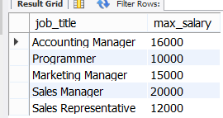 Result Grid Filter Rows:
job_title max_salary
Accounting Manager 16000
Programmer 10000
Marketing Manager 15000
Sales Manager 20000
Sales Representative 12000